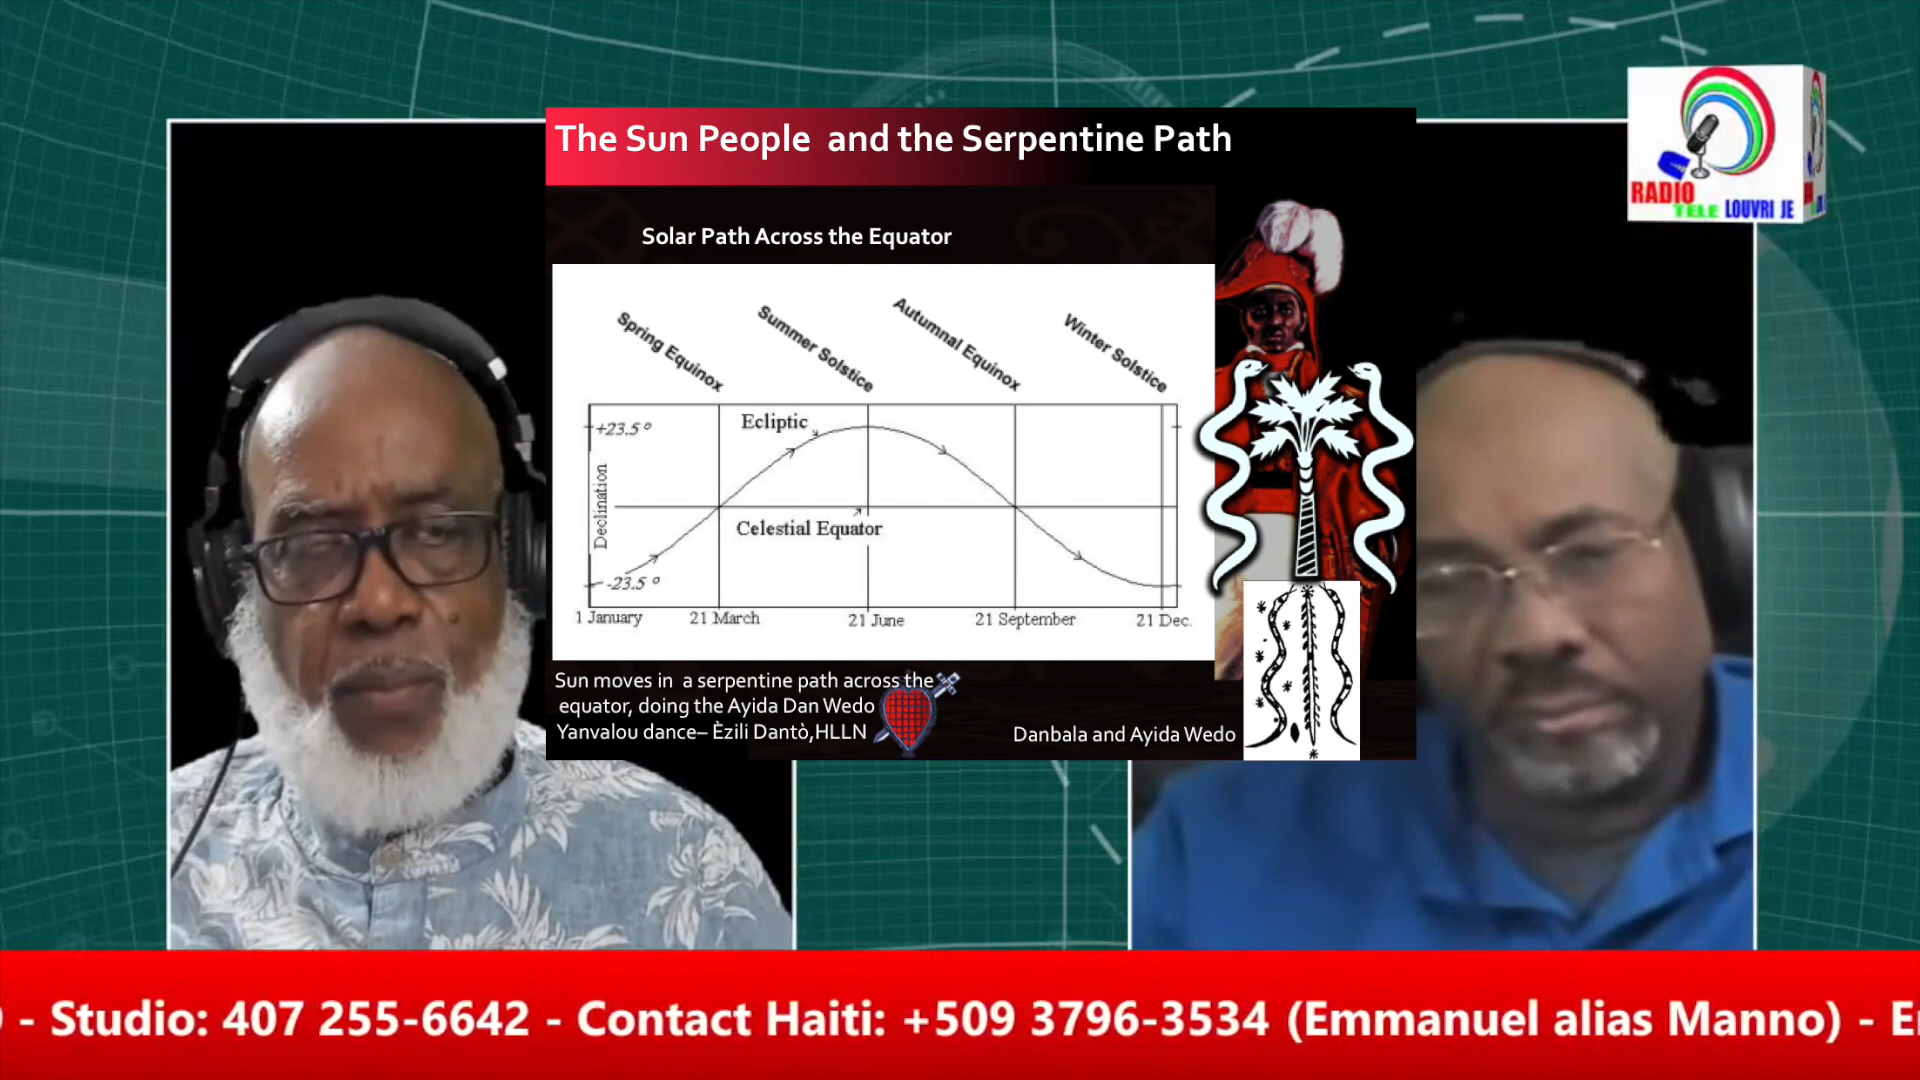 The Sun People and the Serpentine Path
RADIO
TELE LOUVRI JE
Solar Path Across the Equator
Spring Equinox
Summer Solstice
Autumnal Equinox
Winter Solstice
+23.5°
Ecliptic
Declination
Celestial Equator
-23.5°
1 January
21 March
21 June
21 September
21 Dec.
Sun moves in a serpentine path across the
equator, doing the Ayida Dan Wedo
Yanvalou dance– Èzili Dantò,HLLN
Danbala and Ayida Wedo
- Studio: 407 255-6642 - Contact Haiti: +509 3796-3534 (Emmanuel alias Manno) -